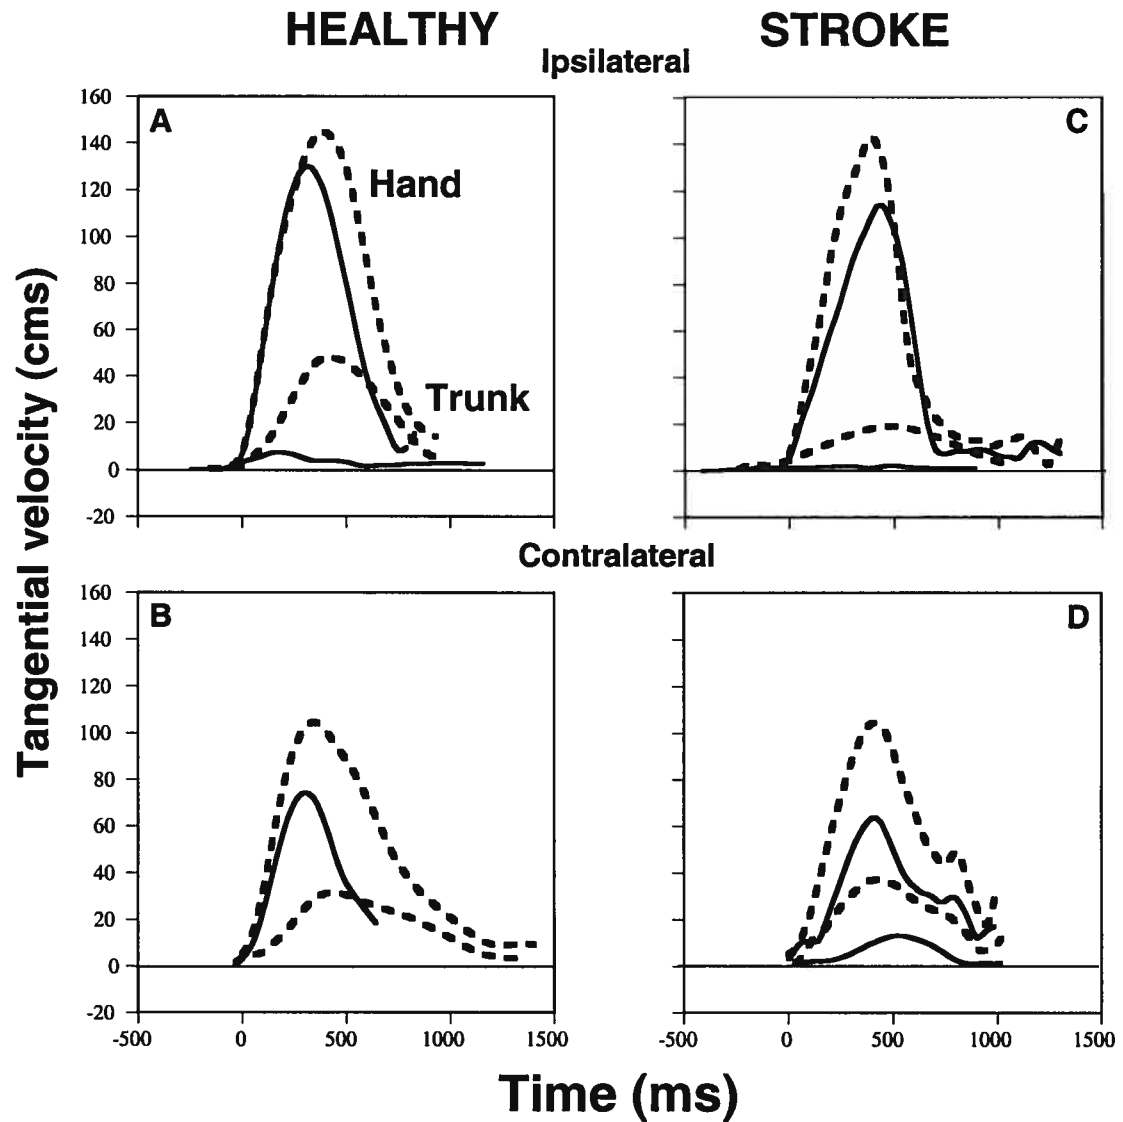 HEALTHY STROKE
Ipsilateral
Tangential velocity (cms)
160
140
120
100
80
60
40
20
0
-20
A
Hand
Trunk
C
Contralateral
160
140
120
100
80
60
40
20
0
-20
B
D
-500 0 500 1000 1500
-500 0 500 1000 1500
Time (ms)